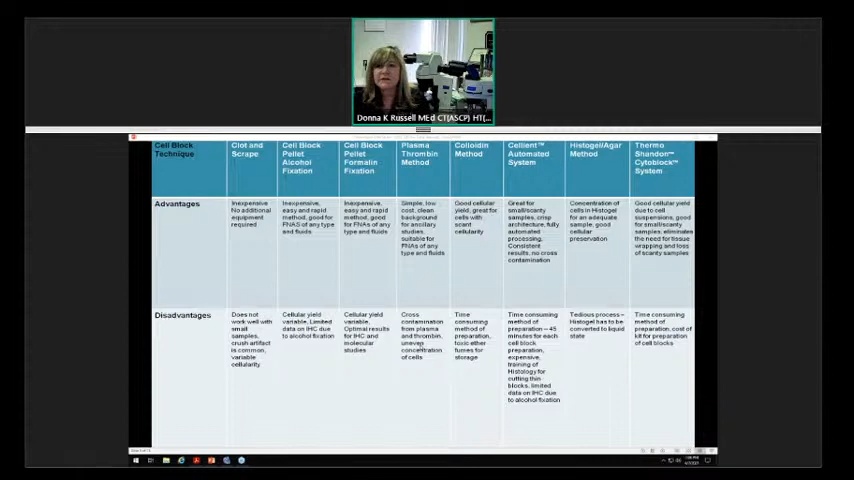 Donna K Russell MEd CT(ASCP) HT(...
Cell Block
Technique
Clot and
Scrape
Cell Block
Pellet
Alcohol
Fixation
Cell Block
Pellet
Formalin
Fixation
Plasma
Thrombin
Method
Colloidin
Method
Cellient™
Automated
System
Histogel/Agar
Method
Thermo
Shandon™
Cytoblock™
System
Advantages
Inexpensive
No additional
equipment
required
Inexpensive,
easy and rapid
method, good for
FNAS of any type
and fluids
Inexpensive,
easy and rapid
method, good
for FNAs of any
type and fluids
Simple, low
cost, clean
background
for ancillary
studies,
suitable for
FNAs of any
type and fluids
Good cellular
yield, great for
cells with
scant
cellularity
Great for
small/scanty
samples, crisp
architecture, fully
automated
processing,
Consistent
results, no cross
contamination
Concentration of
cells in Histogel
for an adequate
sample, good
cellular
preservation
Good cellular yield
due to cell
suspensions, good
for small/scanty
samples; eliminates
the need for tissue
wrapping and loss
of scanty samples
Disadvantages
Does not
work well with
small
samples,
crush artifact
is common,
variable
cellularity
Cellular yield
variable, Limited
data on IHC due
to alcohol fixation
Cellular yield
variable,
Optimal results
for IHC and
molecular
studies
Cross
contamination
from plasma
and thrombin,
uneven
concentration
of cells
Time
consuming
method of
preparation,
toxic ether
fumes for
storage
Time consuming
method of
preparation – 45
minutes for each
cell block
preparation,
expensive,
training of
Histology for
cutting thin
blocks, limited
data on IHC due
to alcohol fixation
Tedious process –
Histogel has to be
converted to liquid
state
Time consuming
method of
preparation, cost of
kit for preparation
of cell blocks